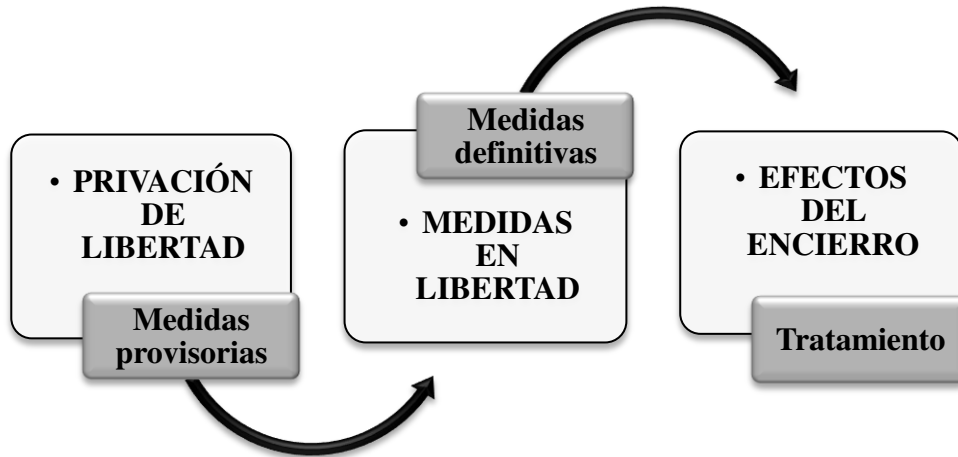 • PRIVACIÓN
DE
LIBERTAD
Medidas
provisorias
Medidas
definitivas
• MEDIDAS
EN
LIBERTAD
• EFECTOS
DEL
ENCIERRO
Tratamiento